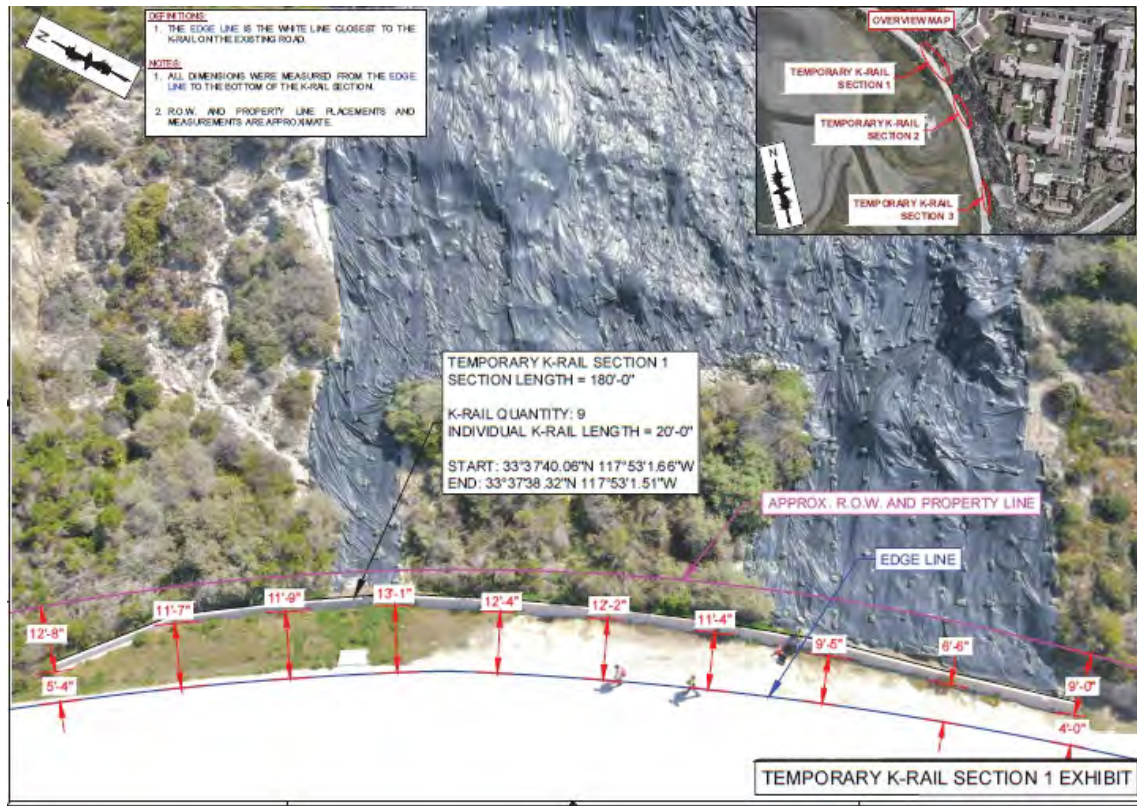 DEFINITIONS:
1. THE EDGE LINE IS THE WHITE LINE CLOSEST TO THE
K-RAIL ON THE EXISTING ROAD.
NOTES:
1. ALL DIMENSIONS WERE MEASURED FROM THE EDGE
LINE TO THE BOTTOM OF THE K-RAIL SECTION.
2. R.O.W. AND PROPERTY LINE PLACEMENTS AND
MEASUREMENTS ARE APPROXIMATE.
N
OVERVIEW MAP
TEMPORARY K-RAIL
SECTION 1
TEMPORARY K-RAIL
SECTION 2
TEMPORARY K-RAIL
SECTION 3
N
TEMPORARY K-RAIL SECTION 1
SECTION LENGTH = 180'-0"
K-RAIL QUANTITY: 9
INDIVIDUAL K-RAIL LENGTH = 20'-0"
START: 33°37'40.06"N 117°53'1.66"W
END: 33°37'38.32"N 117°53'1.51"W
APPROX. R.O.W. AND PROPERTY LINE
EDGE LINE
12'-8"
11'-7"
11'-9"
13'-1"
12'-4"
12'-2"
11'-4"
9'-5"
6'-6"
9'-0"
5'-4"
4'-0"
TEMPORARY K-RAIL SECTION 1 EXHIBIT